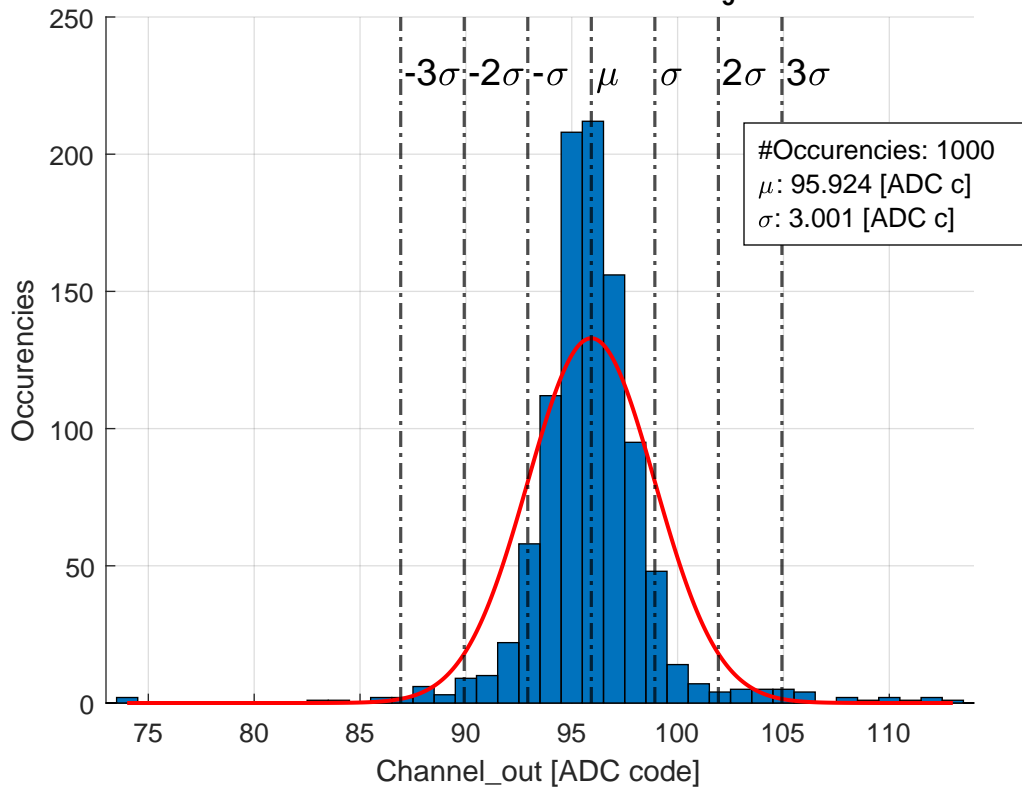 250
-3σ -2σ -σ μ σ 2σ 3σ
#Occurencies: 1000
μ: 95.924 [ADC c]
σ: 3.001 [ADC c]
200
150
100
50
0
Occurencies
75 80 85 90 95 100 105 110
Channel_out [ADC code]